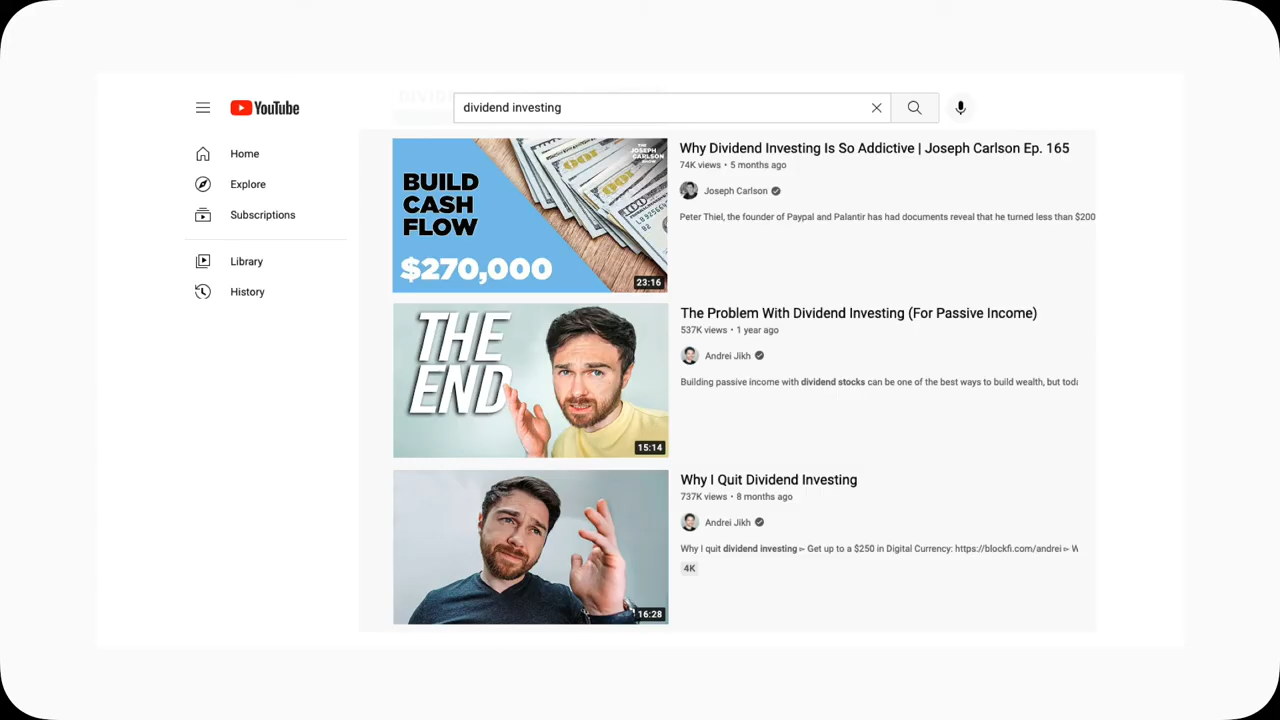 YouTube
dividend investing
Home
Explore
Subscriptions
Library
History
THE JOSEPH CARLSON SHOW
BUILD
CASH
FLOW
$270,000
23:16
Why Dividend Investing Is So Addictive | Joseph Carlson Ep. 165
74K views • 5 months ago
Joseph Carlson
Peter Thiel, the founder of Paypal and Palantir has had documents reveal that he turned less than $200
THE
END
15:14
The Problem With Dividend Investing (For Passive Income)
537K views • 1 year ago
Andrei Jikh
Building passive income with dividend stocks can be one of the best ways to build wealth, but toda
16:28
Why I Quit Dividend Investing
737K views • 8 months ago
Andrei Jikh
Why I quit dividend investing ▻ Get up to a $250 in Digital Currency: https://blockfi.com/andrei ▻ W
4K